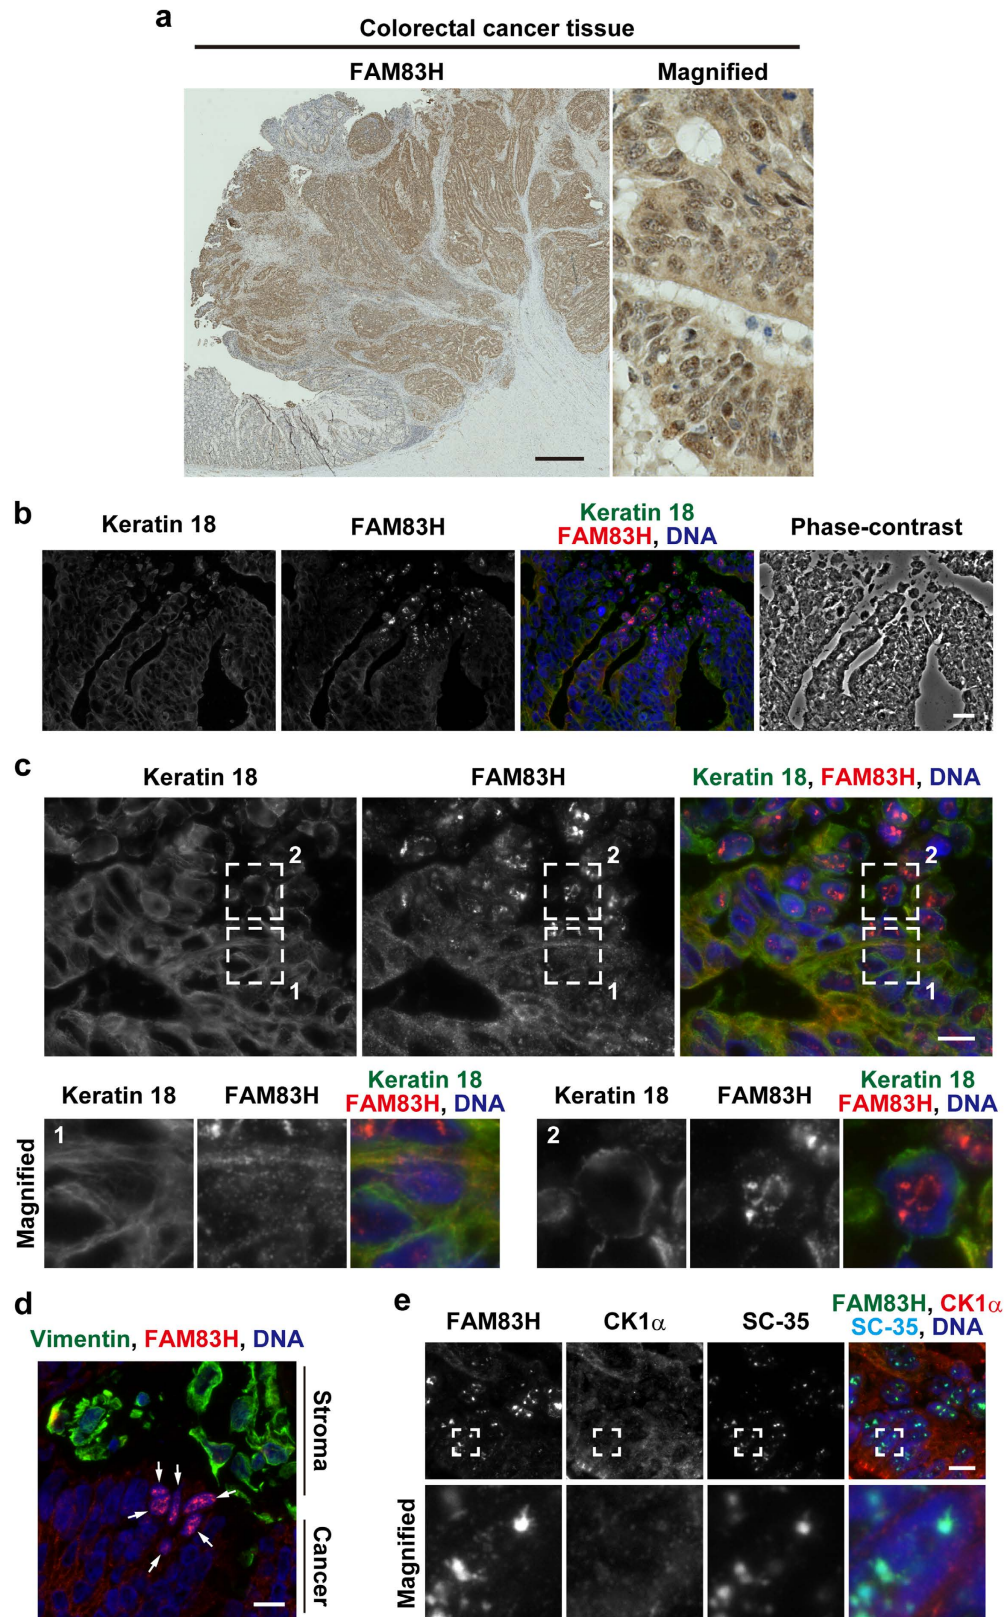 a
Colorectal cancer tissue
FAM83H
Magnified
b
Keratin 18
FAM83H
Keratin 18
FAM83H, DNA
Phase-contrast
c
Keratin 18
FAM83H
Keratin 18, FAM83H, DNA
2
1
2
1
2
1
Keratin 18
FAM83H
Keratin 18
FAM83H, DNA
Keratin 18
FAM83H
Keratin 18
FAM83H, DNA
Magnified
1
2
d
Vimentin, FAM83H, DNA
Stroma
Cancer
e
FAM83H
CK1α
SC-35
FAM83H, CK1α
SC-35, DNA
Magnified